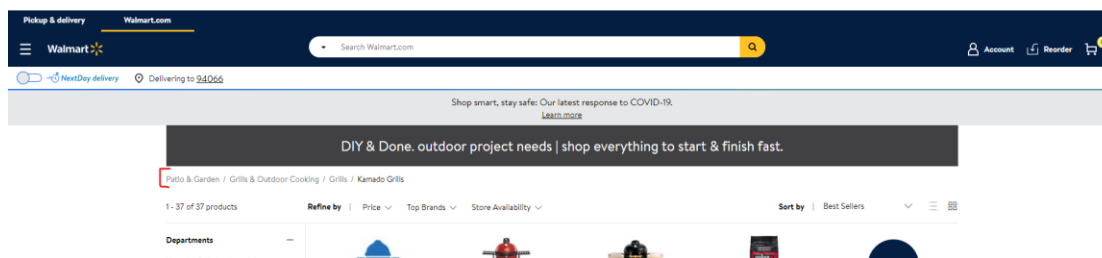 Pickup & delivery Walmart.com
Walmart Search Walmart.com Account Reorder
NextDay delivery Delivering to 94066
Shop smart, stay safe: Our latest response to COVID-19.
Learn more
DIY & Done. outdoor project needs | shop everything to start & finish fast.
Patio & Garden / Grills & Outdoor Cooking / Grills / Kamado Grills
1 - 37 of 37 products Refine by | Price Top Brands Store Availability Sort by | Best Sellers
Departments